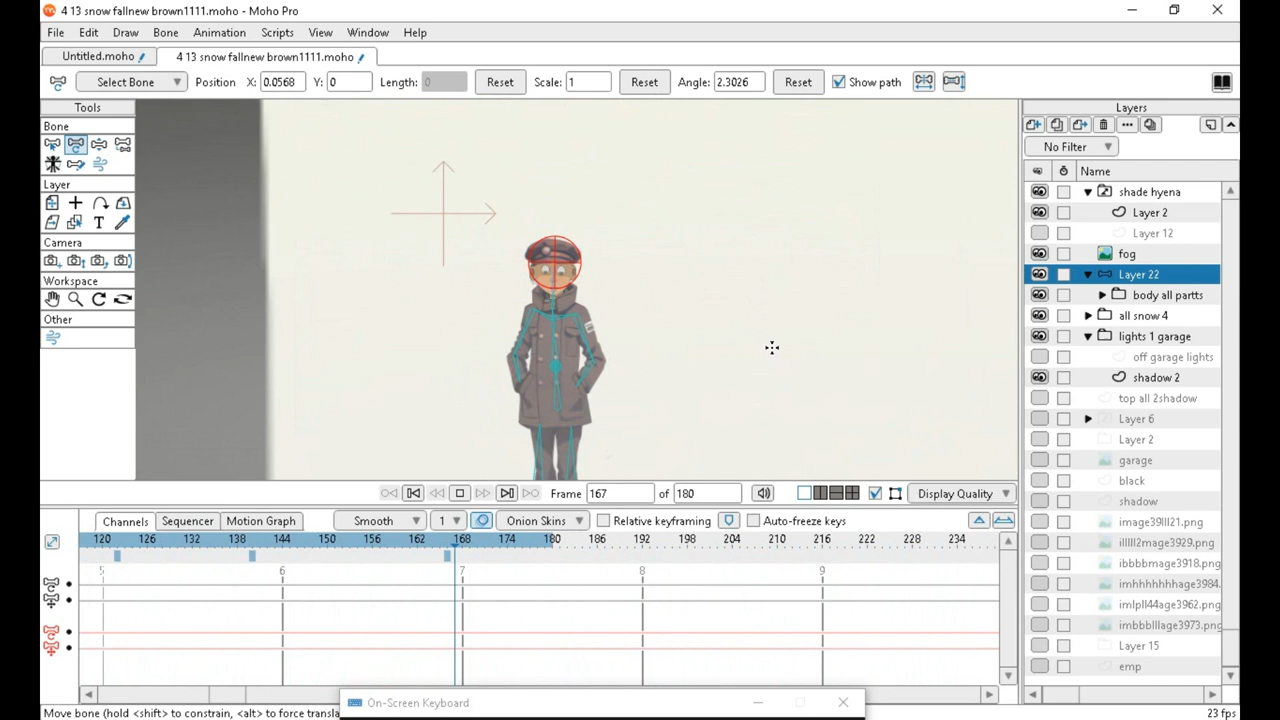 4 13 snow fallnew brown1111.moho - Moho Pro
File Edit Draw Bone Animation Scripts View Window Help
Untitled.moho 4 13 snow fallnew brown1111.moho
Select Bone Position X: 0.0568 Y: 0 Length: 0 Reset Scale: 1 Reset Angle: 2.3026 Reset Show path
Tools
Bone
Layer
T
Camera
Workspace
Other
Layers
No Filter
Name
shade hyena
Layer 2
Layer 12
fog
Layer 22
body all partts
all snow 4
lights 1 garage
off garage lights
shadow 2
top all 2shadow
Layer 6
Layer 2
garage
black
shadow
image39lll21.png
illlll2mage3929.png
ibbbbmage3918.png
imhhhhhhhage3984.
imlpll44age3962.png
imbbblllage3973.png
Layer 15
emp
Frame 167 of 180 Display Quality
Channels Sequencer Motion Graph Smooth 1 Onion Skins Relative keyframing Auto-freeze keys
120 126 132 138 144 150 156 162 168 174 180 186 192 198 204 210 216 222 228 234
5 6 7 8 9
On-Screen Keyboard
Move bone (hold <shift> to constrain, <alt> to force transla
23 fps